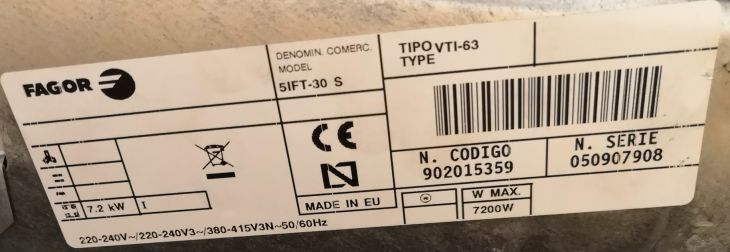 FAGOR
DENOMIN. COMERC.
MODEL
5IFT-30 S
TIPO VTI-63
TYPE
CE
N
N. CODIGO
902015359
N. SERIE
050907908
7.2 kW
I
MADE IN EU
W MAX.
7200W
220-240V~/220-240V3~/380-415V3N~50/60Hz